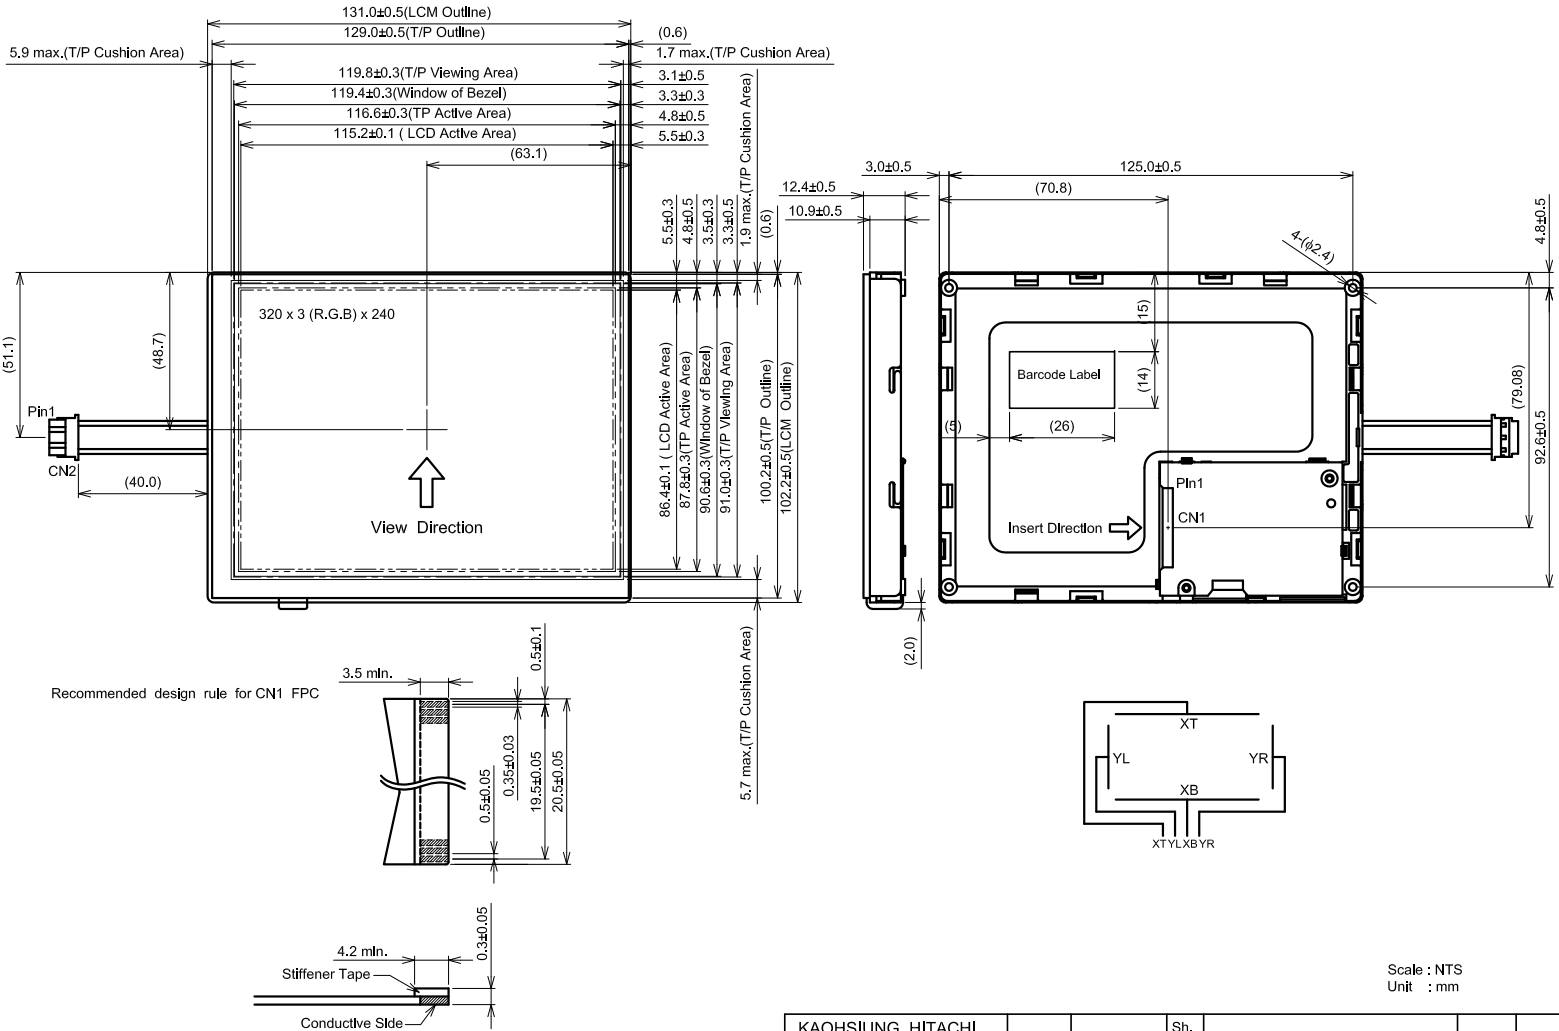 131.0±0.5(LCM Outline)
129.0±0.5(T/P Outline)
(0.6)
5.9 max.(T/P Cushion Area)
1.7 max.(T/P Cushion Area)
119.8±0.3(T/P Viewing Area)
3.1±0.5
119.4±0.3(Window of Bezel)
3.3±0.3
116.6±0.3(TP Active Area)
4.8±0.5
115.2±0.1 ( LCD Active Area)
5.5±0.3
(63.1)
5.5±0.3
4.8±0.5
3.5±0.3
3.3±0.5
1.9 max.(T/P Cushion Area)
(0.6)
320 x 3 (R.G.B) x 240
(51.1)
(48.7)
Pin1
CN2
(40.0)
View Direction
86.4±0.1 ( LCD Active Area)
87.8±0.3(TP Active Area)
90.6±0.3(Window of Bezel)
91.0±0.3(T/P Viewing Area)
100.2±0.5(T/P Outline)
102.2±0.5(LCM Outline)
5.7 max.(T/P Cushion Area)
12.4±0.5
10.9±0.5
(2.0)
3.0±0.5
125.0±0.5
(70.8)
4-(ϕ2.4)
4.8±0.5
(15)
Barcode Label
(14)
(5)
(26)
(79.08)
92.6±0.5
Pin1
CN1
Insert Direction
Recommended design rule for CN1 FPC
3.5 min.
0.5±0.1
0.5±0.05
0.35±0.03
19.5±0.05
20.5±0.05
4.2 min.
0.3±0.05
Stiffener Tape
Conductive Side
XT
YL
YR
XB
XTYLXBYR
Scale : NTS
Unit : mm
KAOHSIUNG HITACHI
Sh.